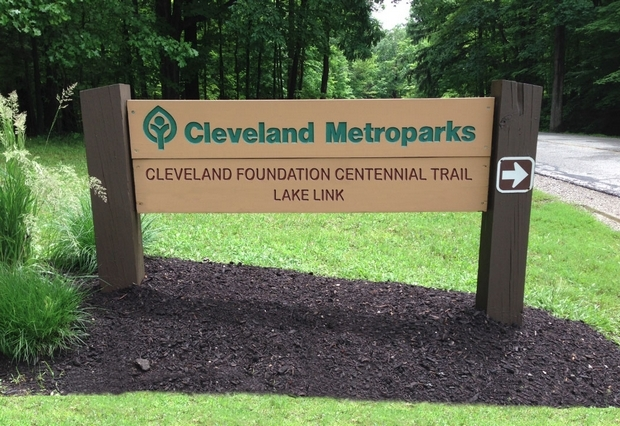 Cleveland Metroparks
CLEVELAND FOUNDATION CENTENNIAL TRAIL
LAKE LINK